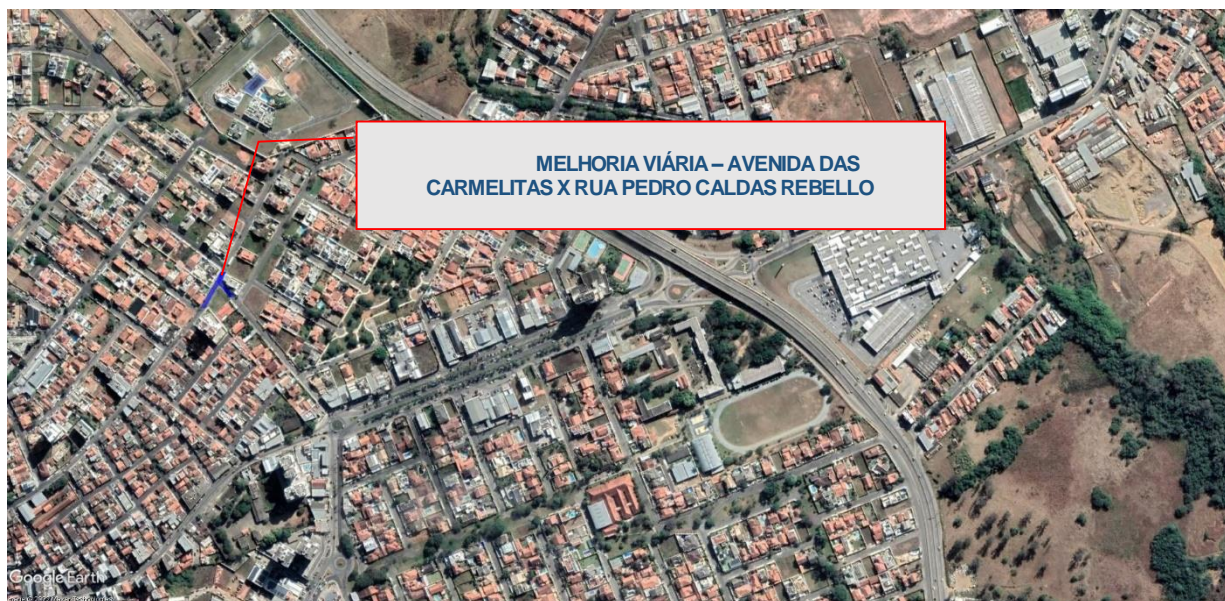 MELHORIA VIÁRIA – AVENIDA DAS
CARMELITAS X RUA PEDRO CALDAS REBELLO
Google Earth